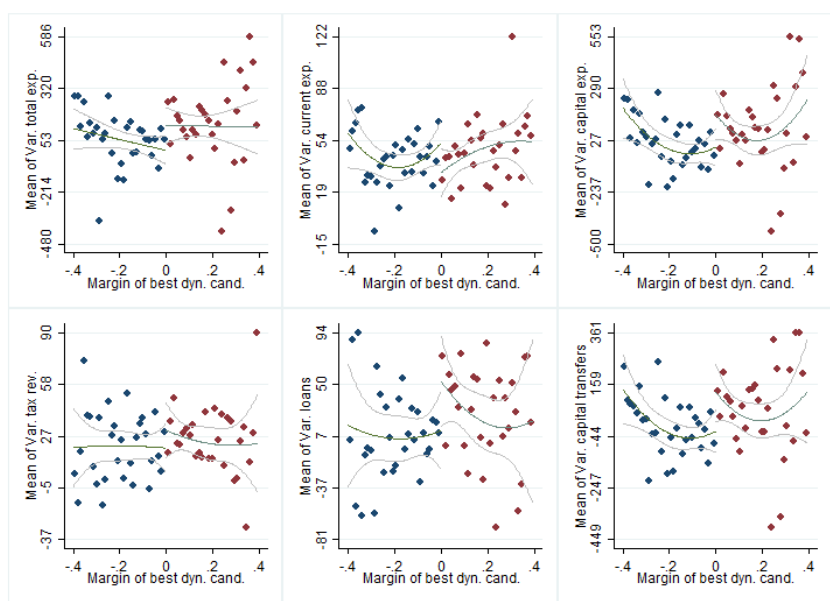 Mean of Var. total exp.
586
320
53
-214
-480
-.4 -.2 0 .2 .4
Margin of best dyn. cand.
Mean of Var. current exp.
122
88
54
19
-15
-.4 -.2 0 .2 .4
Margin of best dyn. cand.
Mean of Var. capital exp.
553
290
27
-237
-500
-.4 -.2 0 .2 .4
Margin of best dyn. cand.
Mean of Var. tax rev.
90
58
27
-5
-37
-.4 -.2 0 .2 .4
Margin of best dyn. cand.
Mean of Var. loans
94
50
7
-37
-81
-.4 -.2 0 .2 .4
Margin of best dyn. cand.
Mean of Var. capital transfers
361
159
-44
-247
-449
-.4 -.2 0 .2 .4
Margin of best dyn. cand.